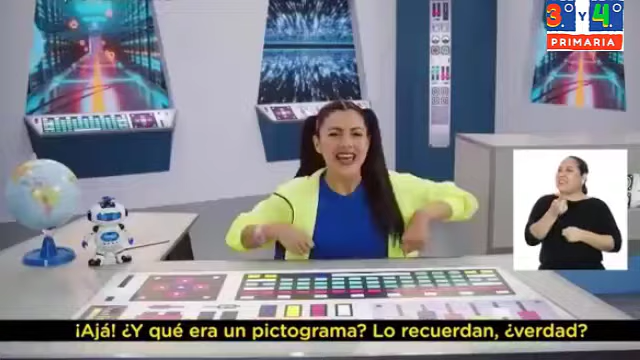 3° Y 4°
PRIMARIA
¡Ajá! ¿Y qué era un pictograma? Lo recuerdan, ¿verdad?